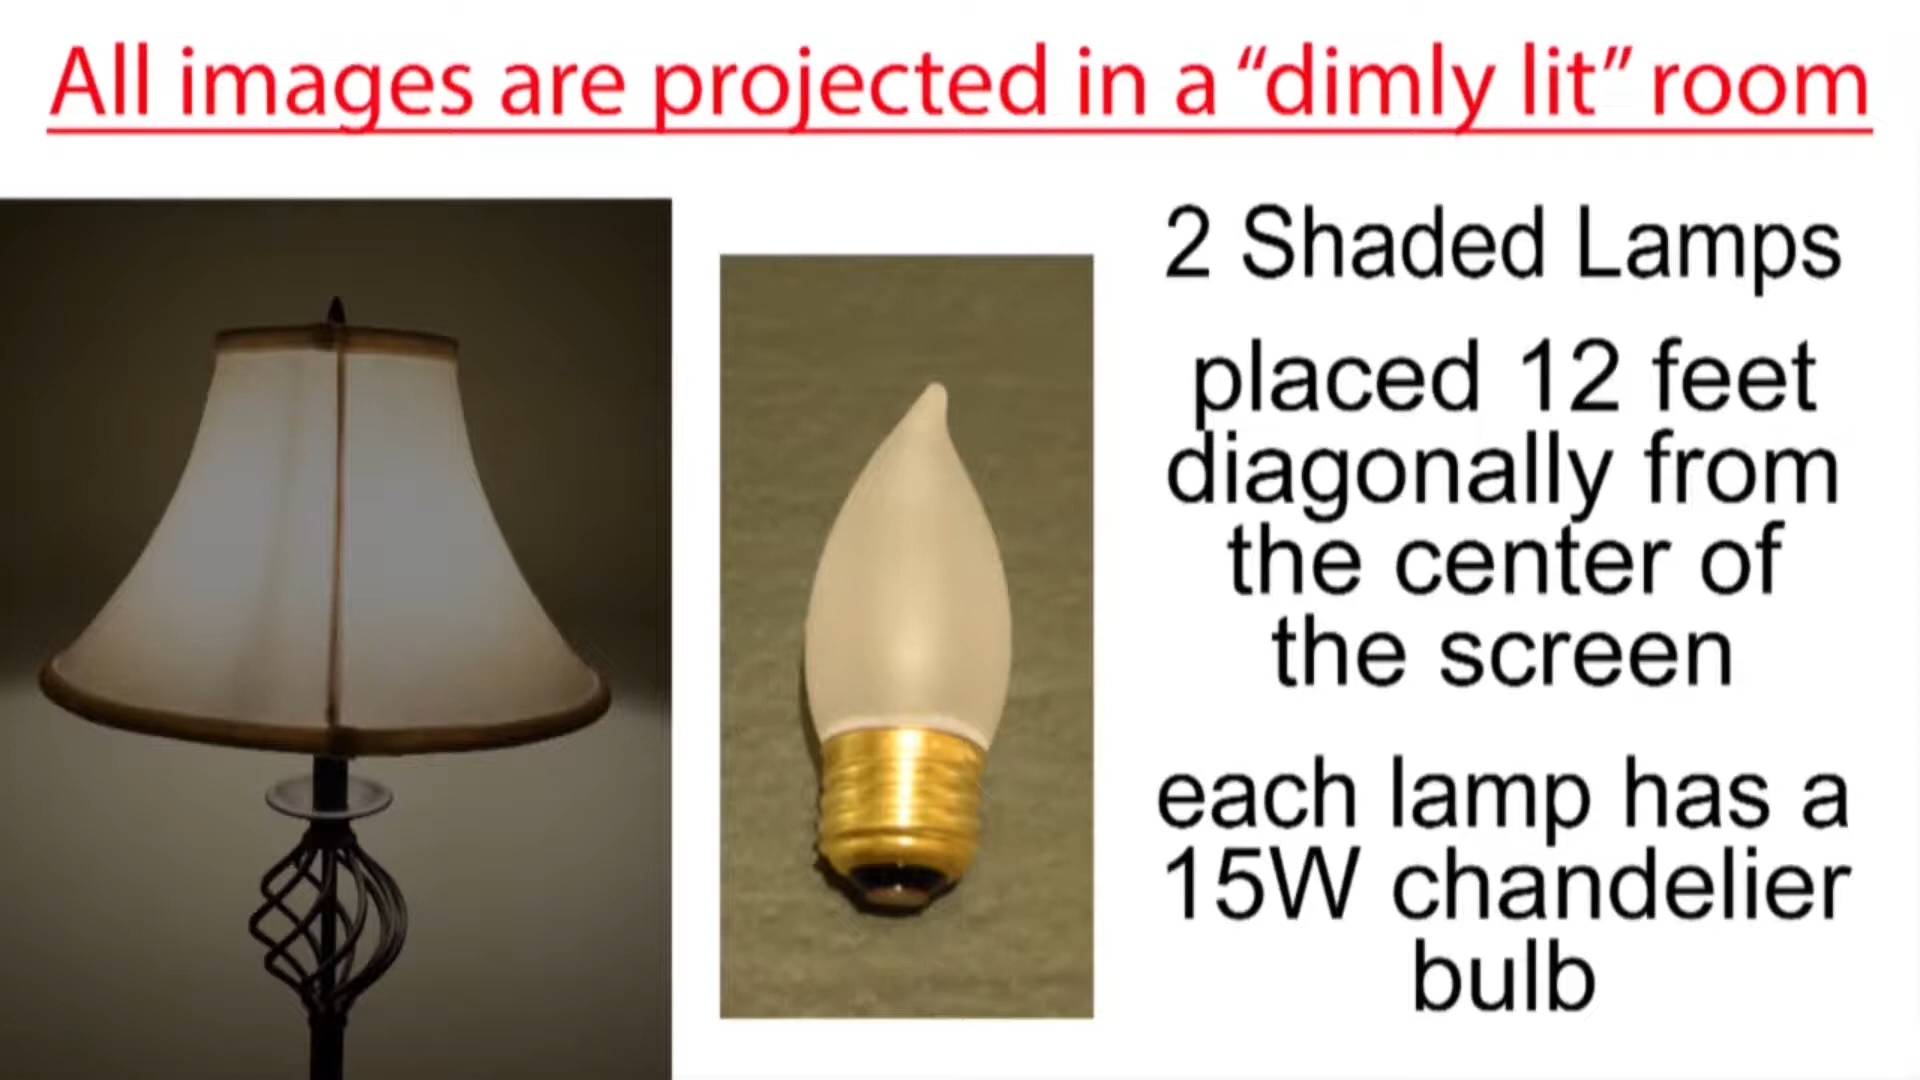 All images are projected in a “dimly lit” room
2 Shaded Lamps
placed 12 feet
diagonally from
the center of
the screen
each lamp has a
15W chandelier
bulb